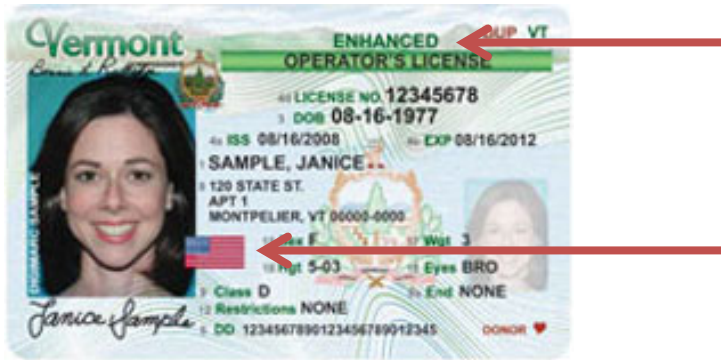 Vermont
ENHANCED
VT
OPERATOR'S LICENSE
4d LICENSE NO. 12345678
3 DOB 08-16-1977
4a ISS 08/16/2008
4b EXP 08/16/2012
1 SAMPLE, JANICE
8 120 STATE ST.
APT 1
MONTPELIER, VT 00000-0000
Sex F
Wgt 3
Hgt 5-03
Eyes BRO
9 Class D
End NONE
12 Restrictions NONE
5 DD 1234567890123456789012345
DONOR
DIGIMARC SAMPLE
Janice Sample